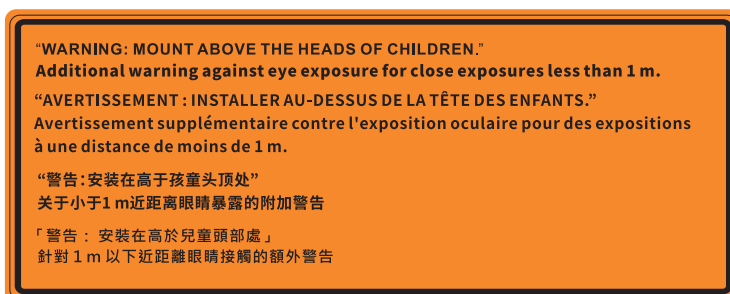 “WARNING: MOUNT ABOVE THE HEADS OF CHILDREN.”
Additional warning against eye exposure for close exposures less than 1 m.
“AVERTISSEMENT : INSTALLER AU-DESSUS DE LA TÊTE DES ENFANTS.”
Avertissement supplémentaire contre l'exposition oculaire pour des expositions
à une distance de moins de 1 m.
“警告:安装在高于孩童头顶处”
关于小于1 m近距离眼睛暴露的附加警告
「警告： 安裝在高於兒童頭部處」
針對 1 m 以下近距離眼睛接觸的額外警告